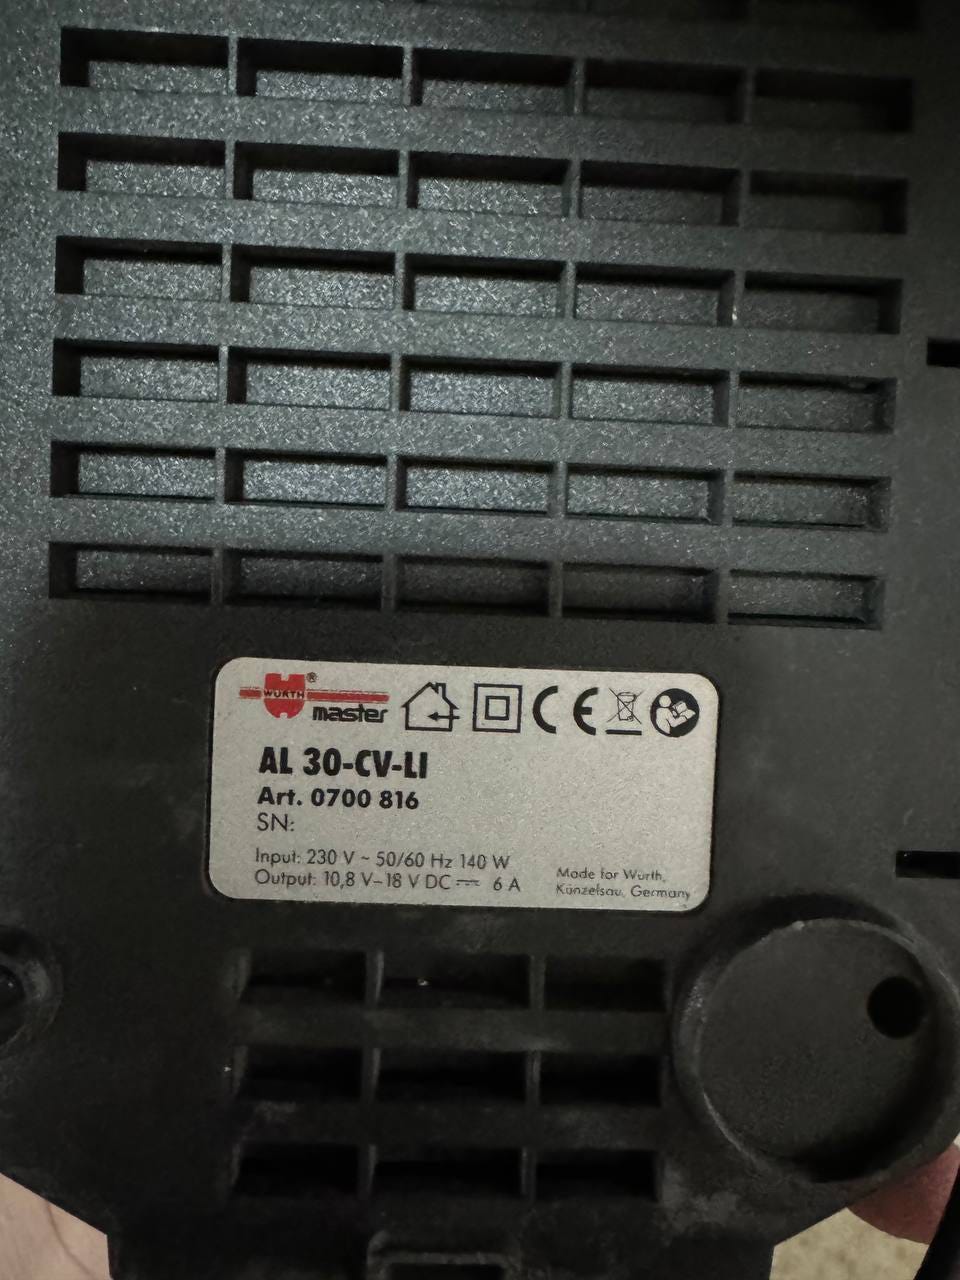 WÜRTH®
master
AL 30-CV-LI
Art. 0700 816
SN:
Input: 230 V ~ 50/60 Hz 140 W
Output: 10,8 V–18 V DC ⎓ 6 A
Made for Würth,
Künzelsau, Germany